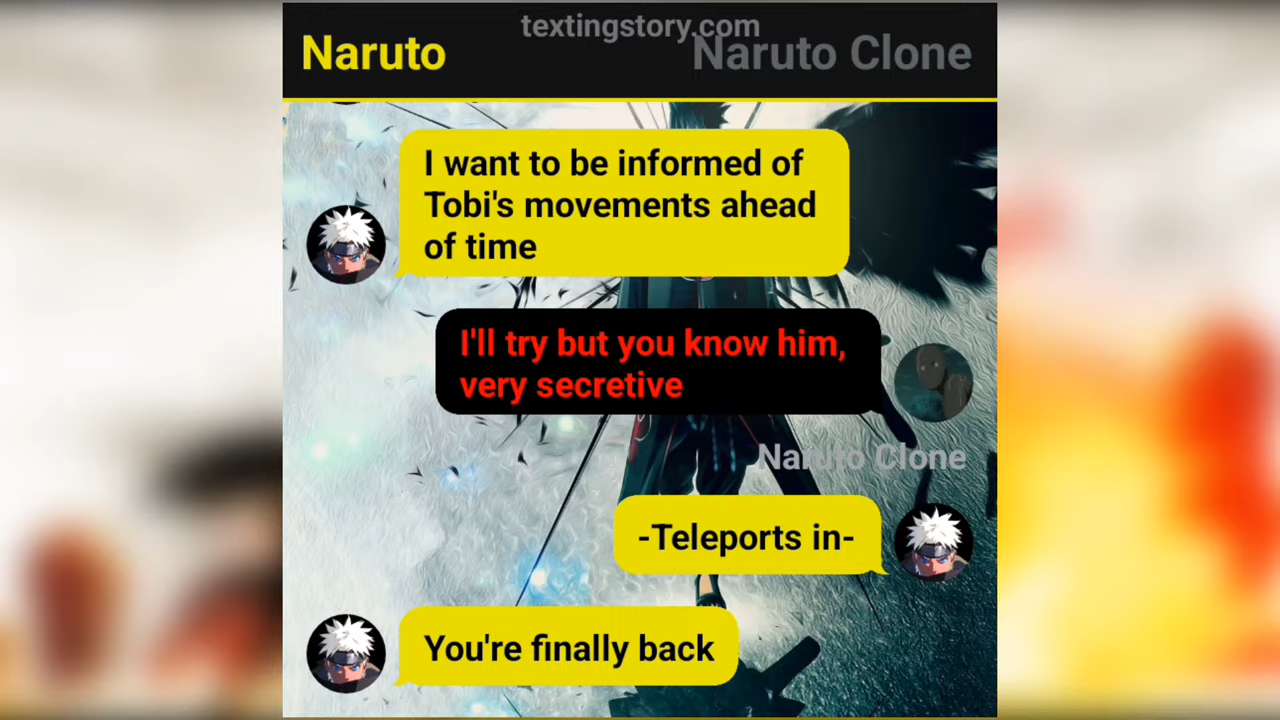 textingstory.com
Naruto
Naruto Clone
I want to be informed of
Tobi's movements ahead
of time
I'll try but you know him,
very secretive
Naruto Clone
-Teleports in-
You're finally back